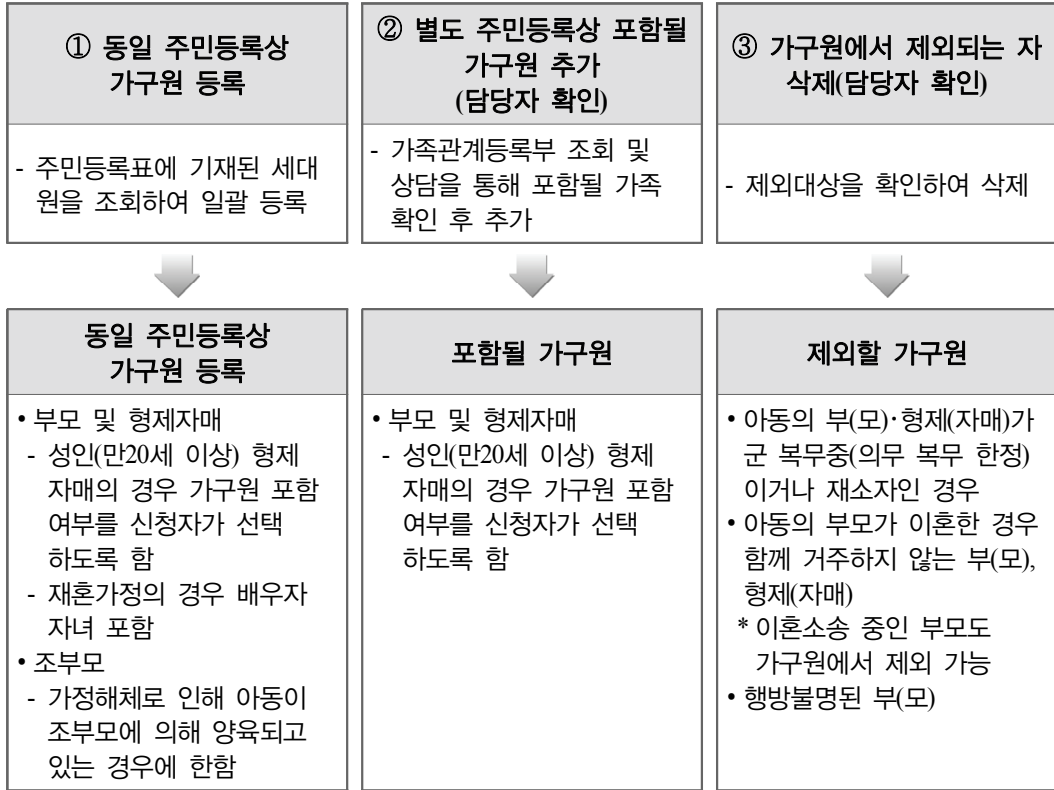 ① 동일 주민등록상
가구원 등록
- 주민등록표에 기재된 세대
원을 조회하여 일괄 등록
② 별도 주민등록상 포함될
가구원 추가
(담당자 확인)
- 가족관계등록부 조회 및
상담을 통해 포함될 가족
확인 후 추가
③ 가구원에서 제외되는 자
삭제(담당자 확인)
- 제외대상을 확인하여 삭제
동일 주민등록상
가구원 등록
• 부모 및 형제자매
- 성인(만20세 이상) 형제
자매의 경우 가구원 포함
여부를 신청자가 선택
하도록 함
- 재혼가정의 경우 배우자
자녀 포함
• 조부모
- 가정해체로 인해 아동이
조부모에 의해 양육되고
있는 경우에 한함
포함될 가구원
• 부모 및 형제자매
- 성인(만20세 이상) 형제
자매의 경우 가구원 포함
여부를 신청자가 선택
하도록 함
제외할 가구원
• 아동의 부(모)·형제(자매)가
군 복무중(의무 복무 한정)
이거나 재소자인 경우
• 아동의 부모가 이혼한 경우
함께 거주하지 않는 부(모),
형제(자매)
* 이혼소송 중인 부모도
가구원에서 제외 가능
• 행방불명된 부(모)